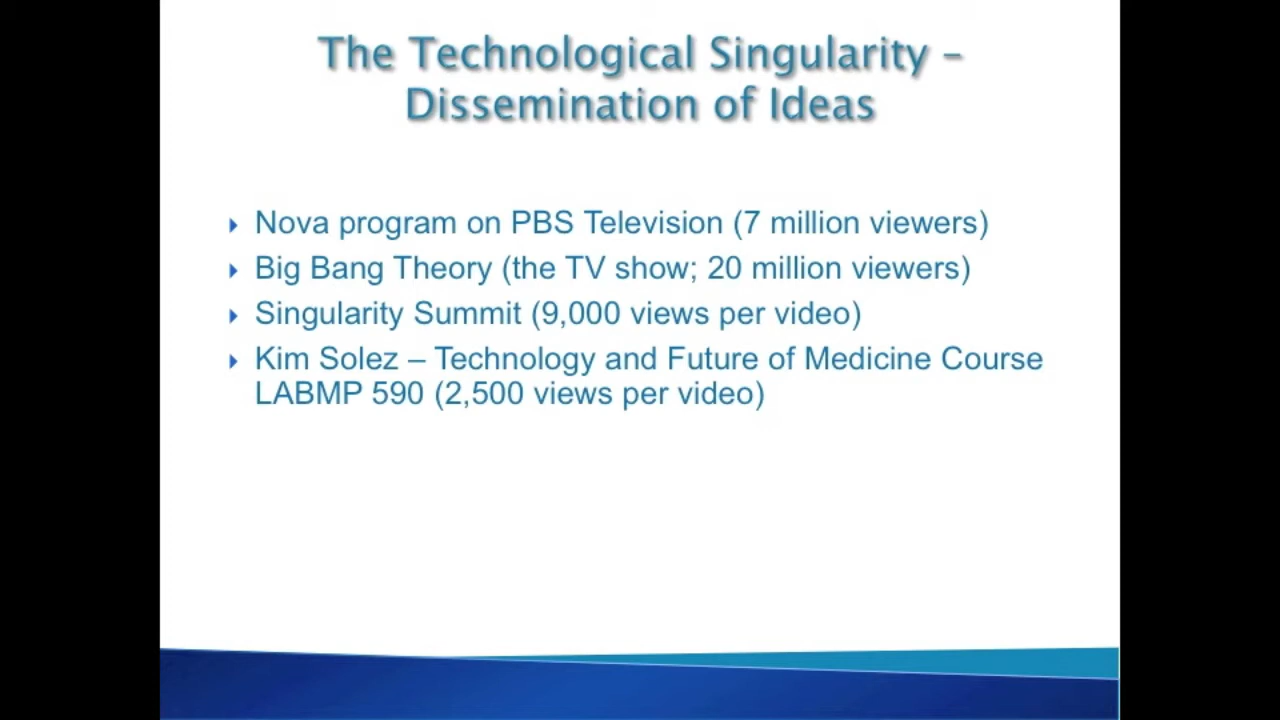 The Technological Singularity –
Dissemination of Ideas
Nova program on PBS Television (7 million viewers)
Big Bang Theory (the TV show; 20 million viewers)
Singularity Summit (9,000 views per video)
Kim Solez – Technology and Future of Medicine Course
LABMP 590 (2,500 views per video)